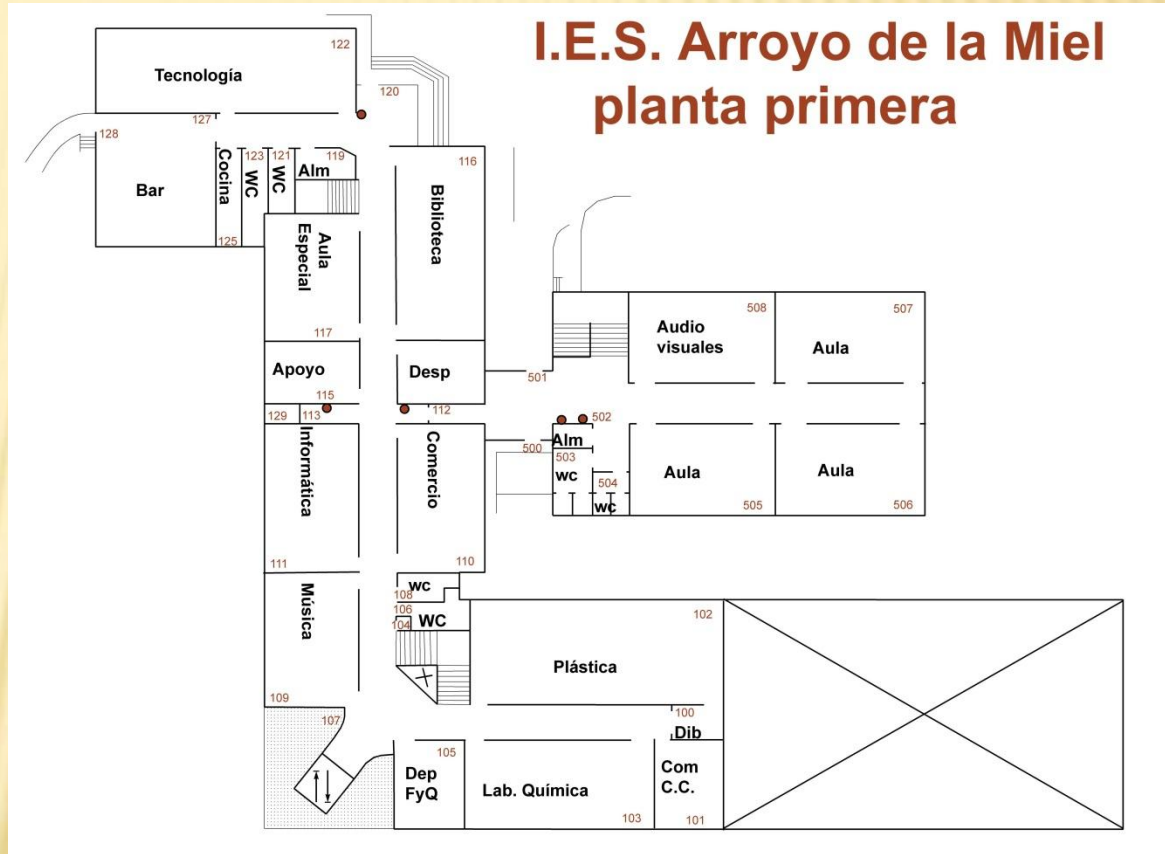 I.E.S. Arroyo de la Miel
planta primera
122
Tecnología
120
127
128
123
121
119
116
Cocina
WC
WC
Alm
Bar
Biblioteca
125
Aula
Especial
117
Apoyo
Desp
115
129
113
112
Informática
Comercio
111
110
wc
108
106
WC
104
Música
109
107
501
508
507
Audio
visuales
Aula
502
500
Alm
503
wc
504
wc
Aula
505
Aula
506
102
Plástica
100
Dib
105
Dep
FyQ
Lab. Química
103
Com
C.C.
101